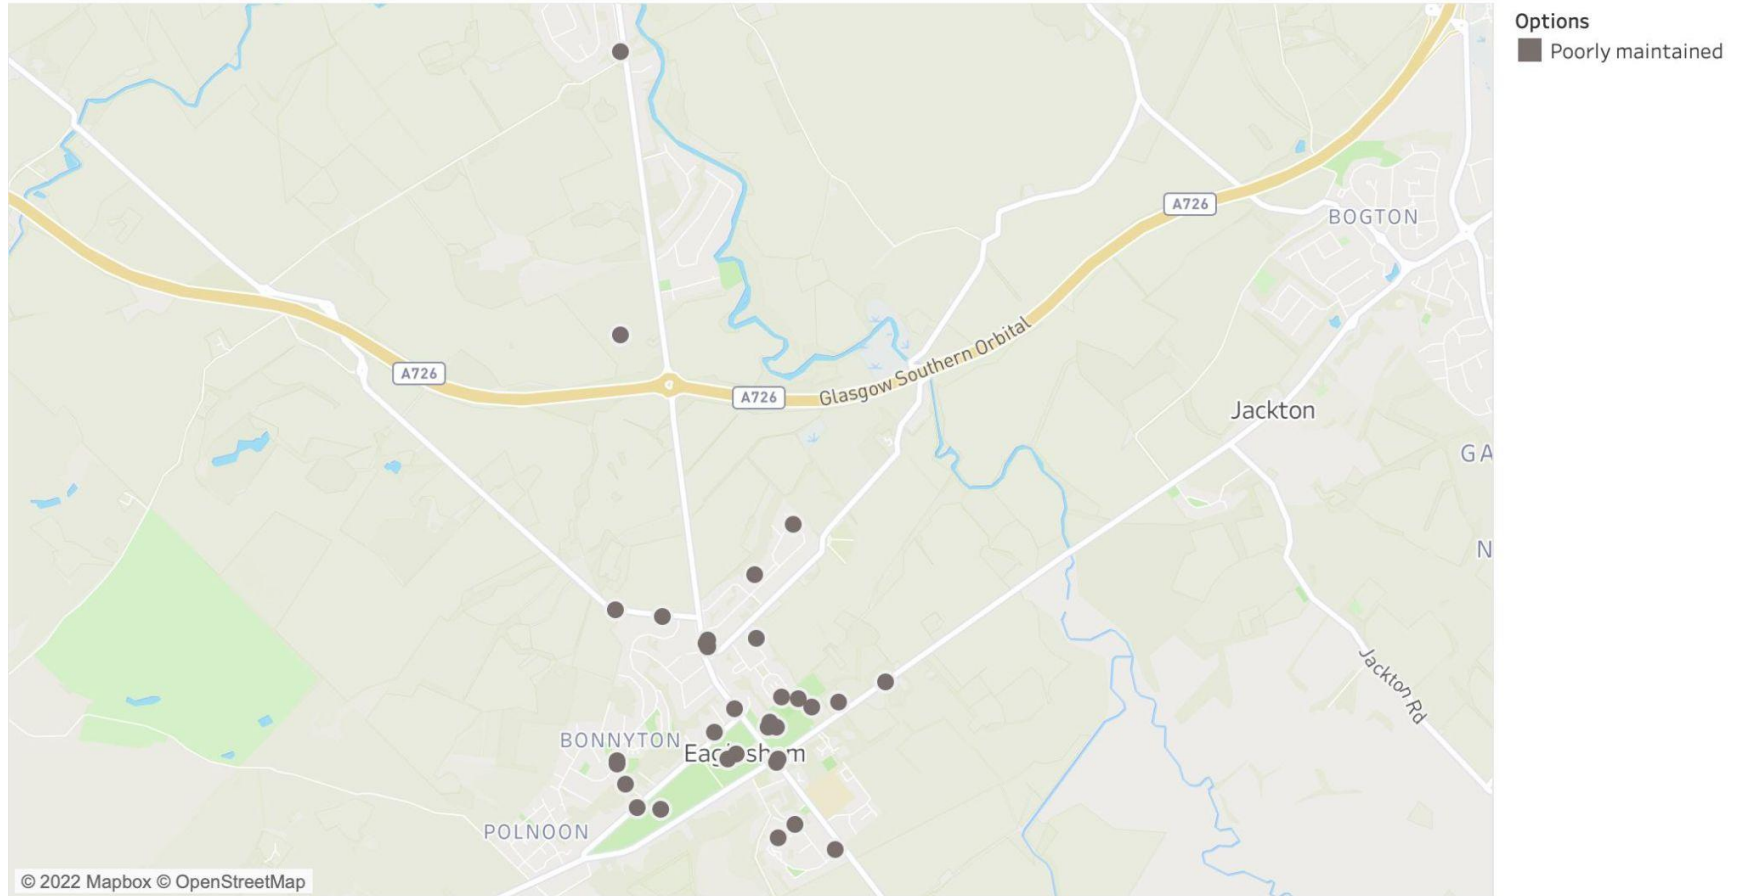 Options
Poorly maintained
A726
BOGTON
Glasgow Southern Orbital
A726
A726
Jackton
GA
N
Jackton Rd
BONNYTON
Eaglesham
POLNOON
© 2022 Mapbox © OpenStreetMap